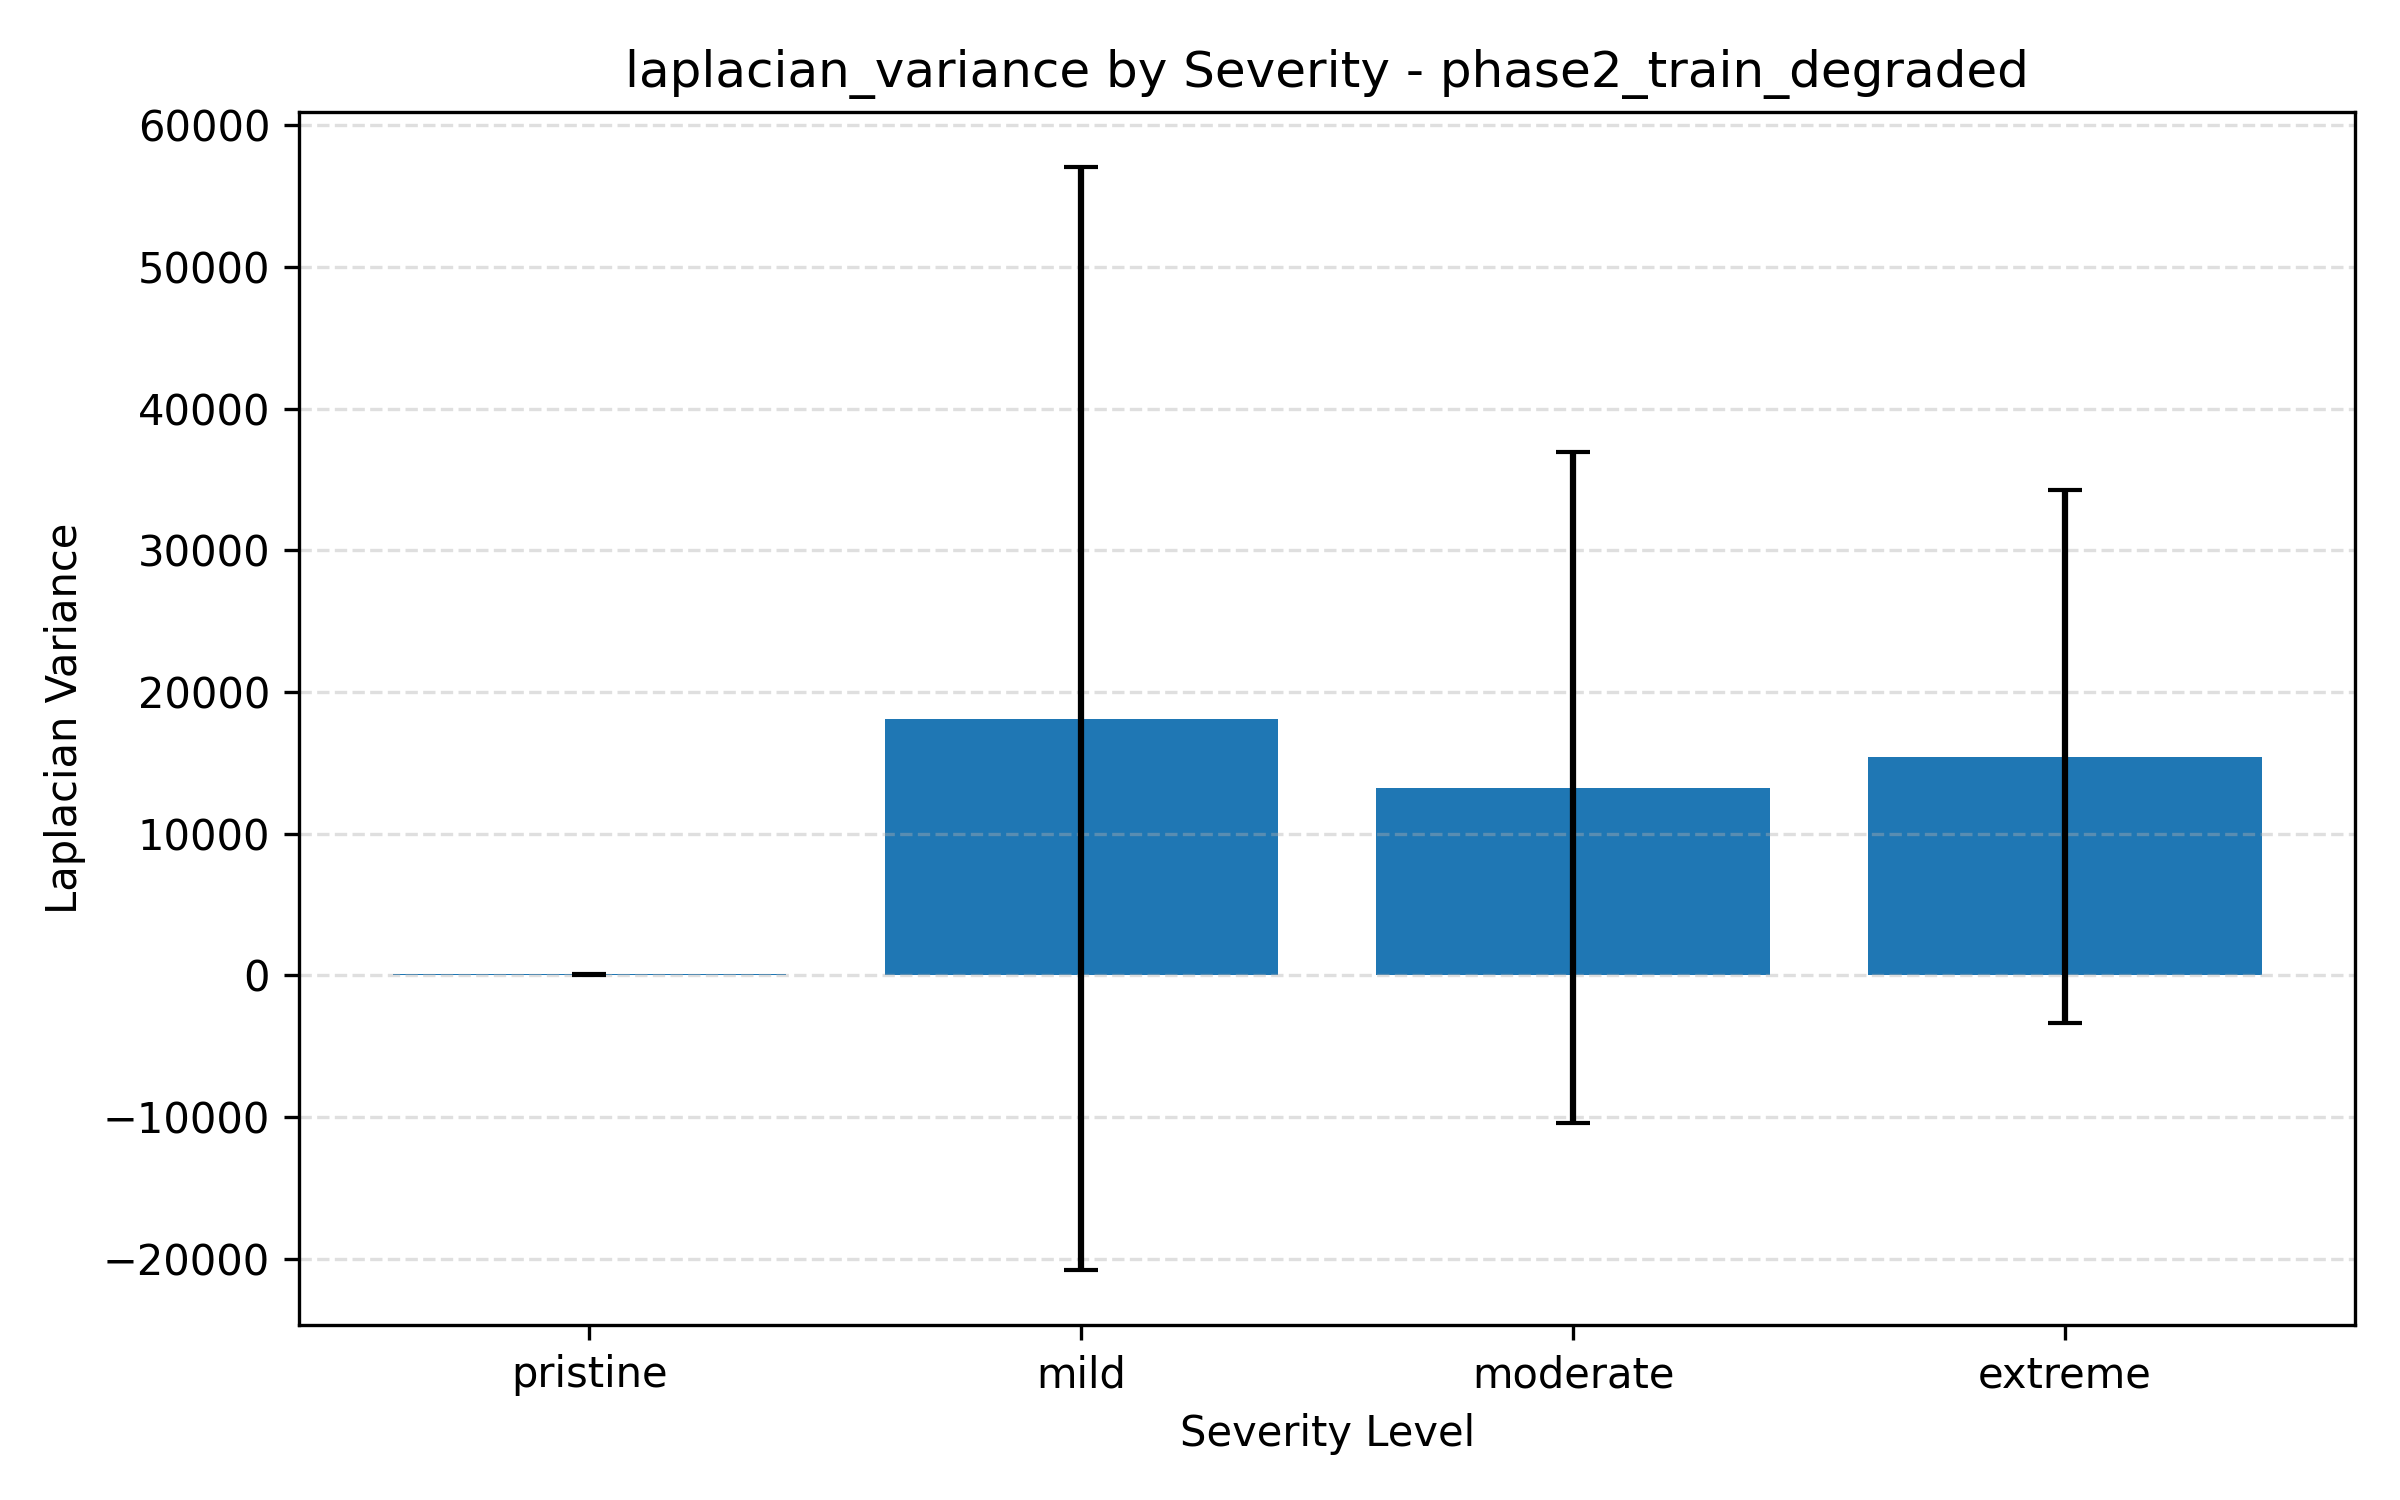 laplacian_variance by Severity - phase2_train_degraded
60000
50000
40000
30000
20000
10000
0
−10000
−20000
Laplacian Variance
pristine
mild
moderate
extreme
Severity Level